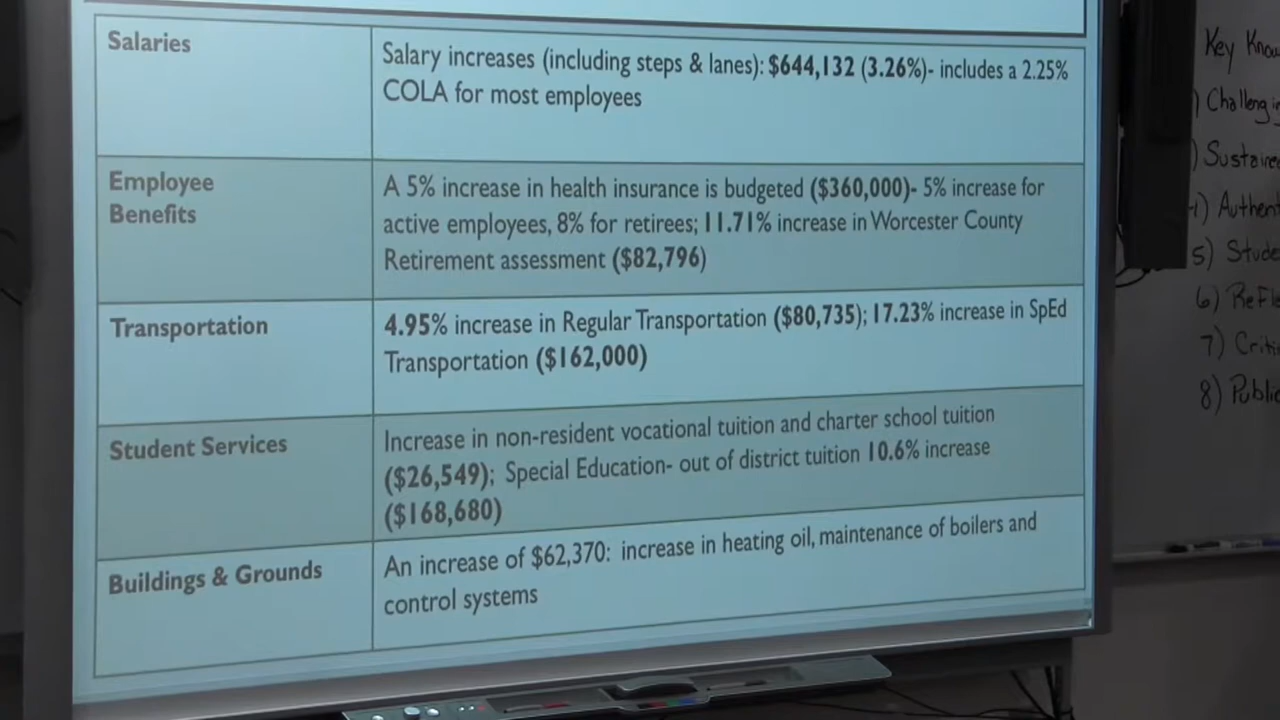 Salaries
Salary increases (including steps & lanes): $644,132 (3.26%)- includes a 2.25%
COLA for most employees
Employee
Benefits
A 5% increase in health insurance is budgeted ($360,000)- 5% increase for
active employees, 8% for retirees; 11.71% increase in Worcester County
Retirement assessment ($82,796)
Transportation
4.95% increase in Regular Transportation ($80,735); 17.23% increase in SpEd
Transportation ($162,000)
Student Services
Increase in non-resident vocational tuition and charter school tuition
($26,549); Special Education- out of district tuition 10.6% increase
($168,680)
Buildings & Grounds
An increase of $62,370: increase in heating oil, maintenance of boilers and
control systems
Key
)
)
5)
6)
7)
8)